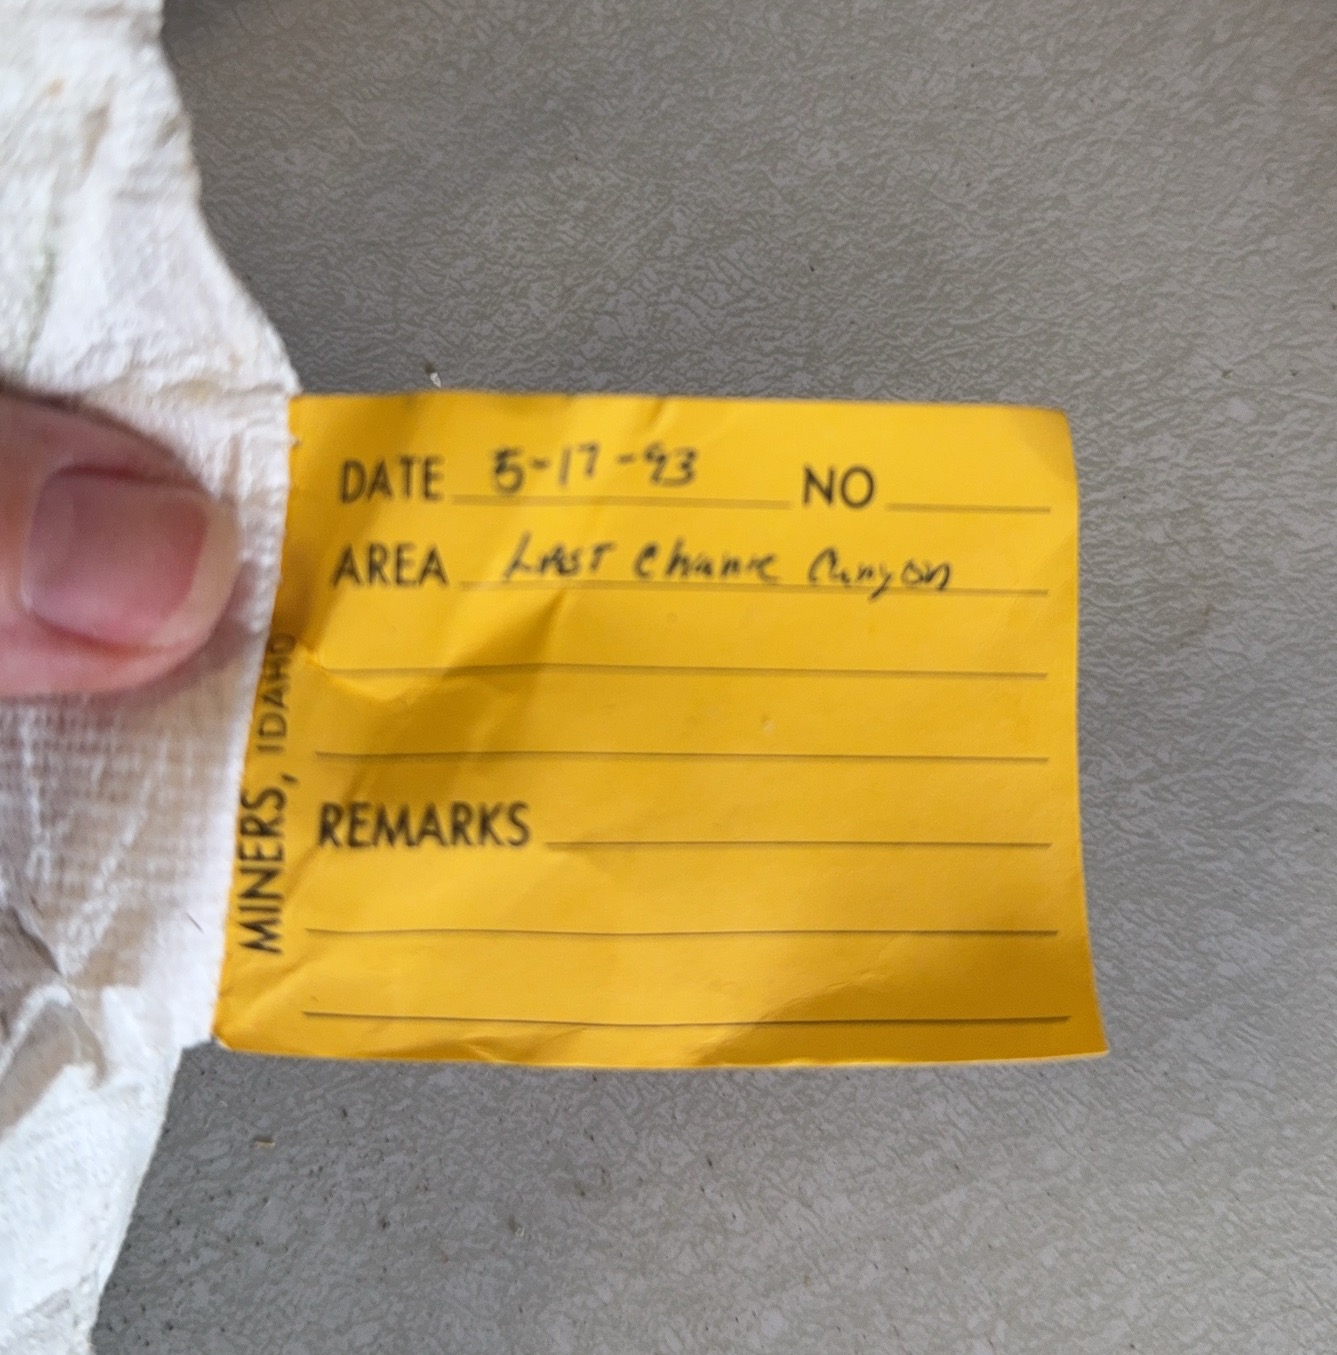 DATE 5-17-93 NO
AREA LAST Chance Canyon
REMARKS
MINERS, IDAHO